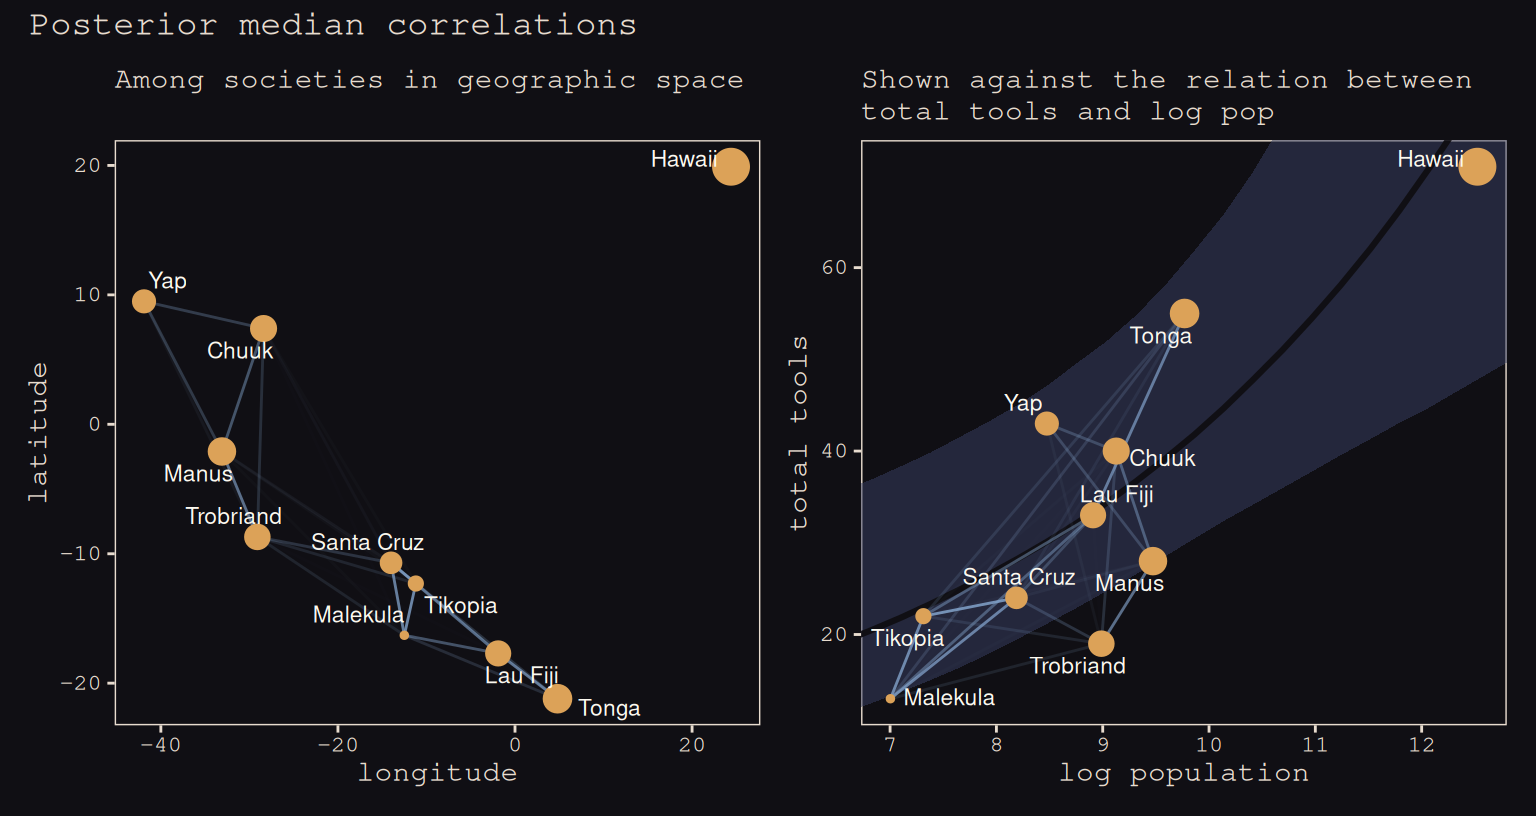 Posterior median correlations
Among societies in geographic space
latitude
20
10
0
−10
−20
Hawaii
Yap
Chuuk
Manus
Trobriand
Santa Cruz
Tikopia
Malekula
Lau Fiji
Tonga
−40
−20
0
20
longitude
Shown against the relation between
total tools and log pop
total tools
60
40
20
Hawaii
Tonga
Yap
Chuuk
Lau Fiji
Santa Cruz
Manus
Tikopia
Trobriand
Malekula
7
8
9
10
11
12
log population